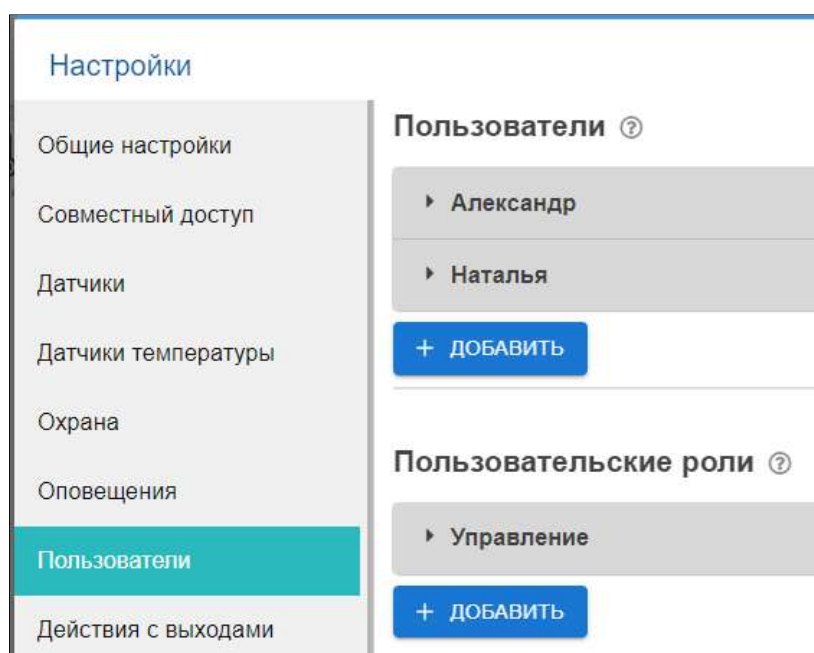 Настройки
Общие настройки
Совместный доступ
Датчики
Датчики температуры
Охрана
Оповещения
Пользователи
Действия с выходами
Пользователи ?
Александр
Наталья
+ ДОБАВИТЬ
Пользовательские роли ?
Управление
+ ДОБАВИТЬ